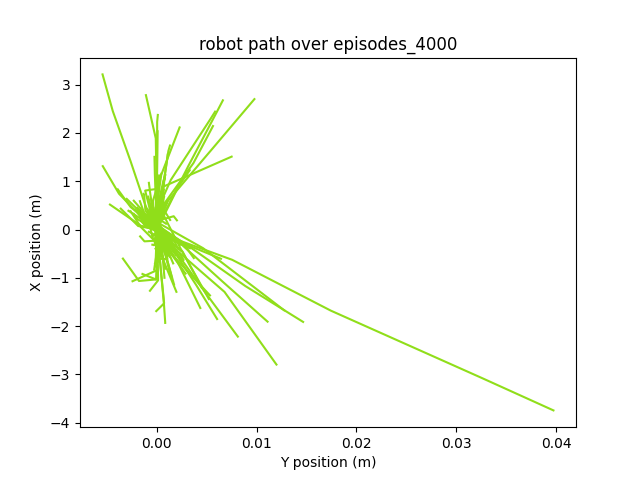 robot path over episodes_4000
X position (m)
3
2
1
0
−1
−2
−3
−4
0.00 0.01 0.02 0.03 0.04
Y position (m)